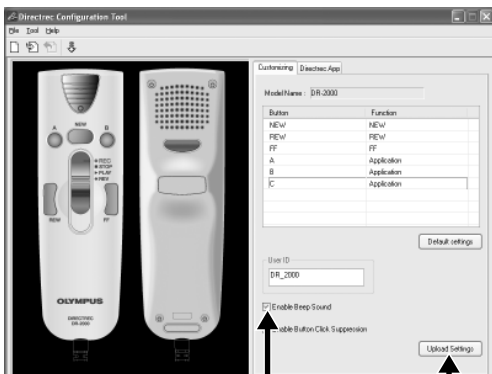 Directrec Configuration Tool
File Tool Help
Customizing Directrec App
Model Name : DR-2000
Button Function
NEW NEW
REW REW
FF FF
A Application
B Application
C Application
Default settings
User ID
DR_2000
Enable Beep Sound
Enable Button Click Suppression
Upload Settings
NEW
A B
REC
STOP
PLAY
REV
REW FF
OLYMPUS
DIRECTREC
DR-2000